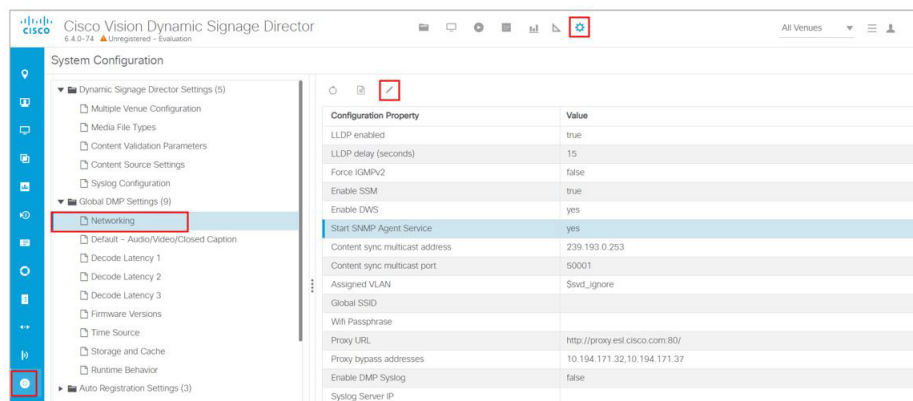 CISCO
Cisco Vision Dynamic Signage Director
6.4.0-74 Unregistered - Evaluation
All Venues
System Configuration
Dynamic Signage Director Settings (5)
Multiple Venue Configuration
Media File Types
Content Validation Parameters
Content Source Settings
Syslog Configuration
Global DMP Settings (9)
Networking
Default - Audio/Video/Closed Caption
Decode Latency 1
Decode Latency 2
Decode Latency 3
Firmware Versions
Time Source
Storage and Cache
Runtime Behavior
Auto Registration Settings (3)
Configuration Property Value
LLDP enabled true
LLDP delay (seconds) 15
Force IGMPv2 false
Enable SSM true
Enable DWS yes
Start SNMP Agent Service yes
Content sync multicast address 239.193.0.253
Content sync multicast port 50001
Assigned VLAN $svd_ignore
Global SSID
Wifi Passphrase
Proxy URL http://proxy.esl.cisco.com:80/
Proxy bypass addresses 10.194.171.32,10.194.171.37
Enable DMP Syslog false
Syslog Server IP